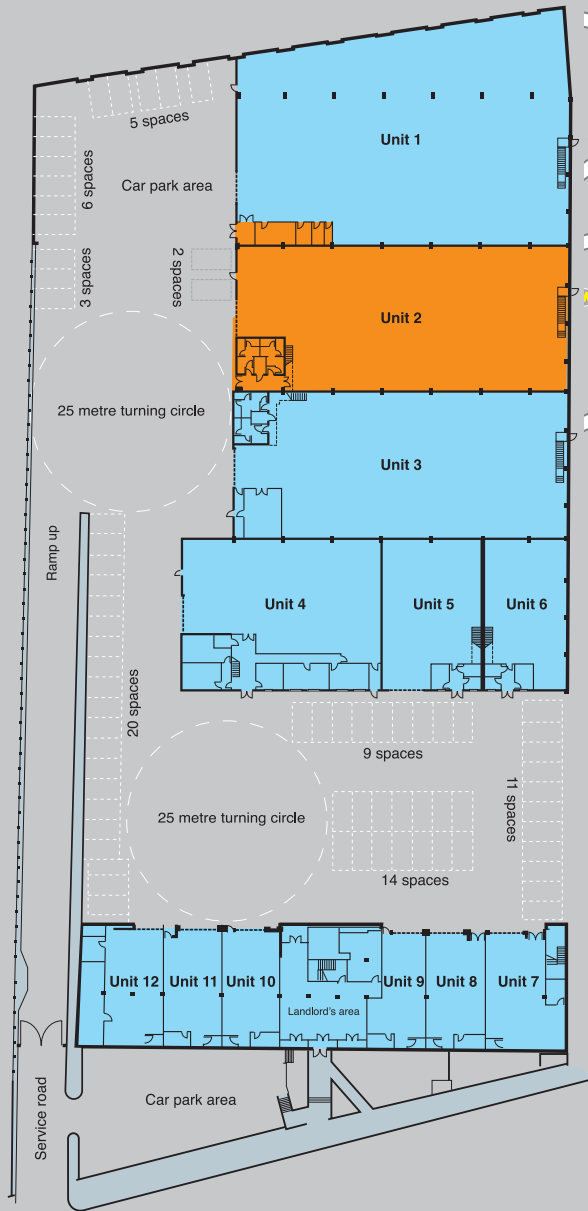 5 spaces
Unit 1
6 spaces
Car park area
3 spaces
2 spaces
Unit 2
25 metre turning circle
Unit 3
Ramp up
Unit 4
Unit 5
Unit 6
20 spaces
9 spaces
11 spaces
25 metre turning circle
14 spaces
Unit 12
Unit 11
Unit 10
Unit 9
Unit 8
Unit 7
Landlord's area
Car park area
Service road